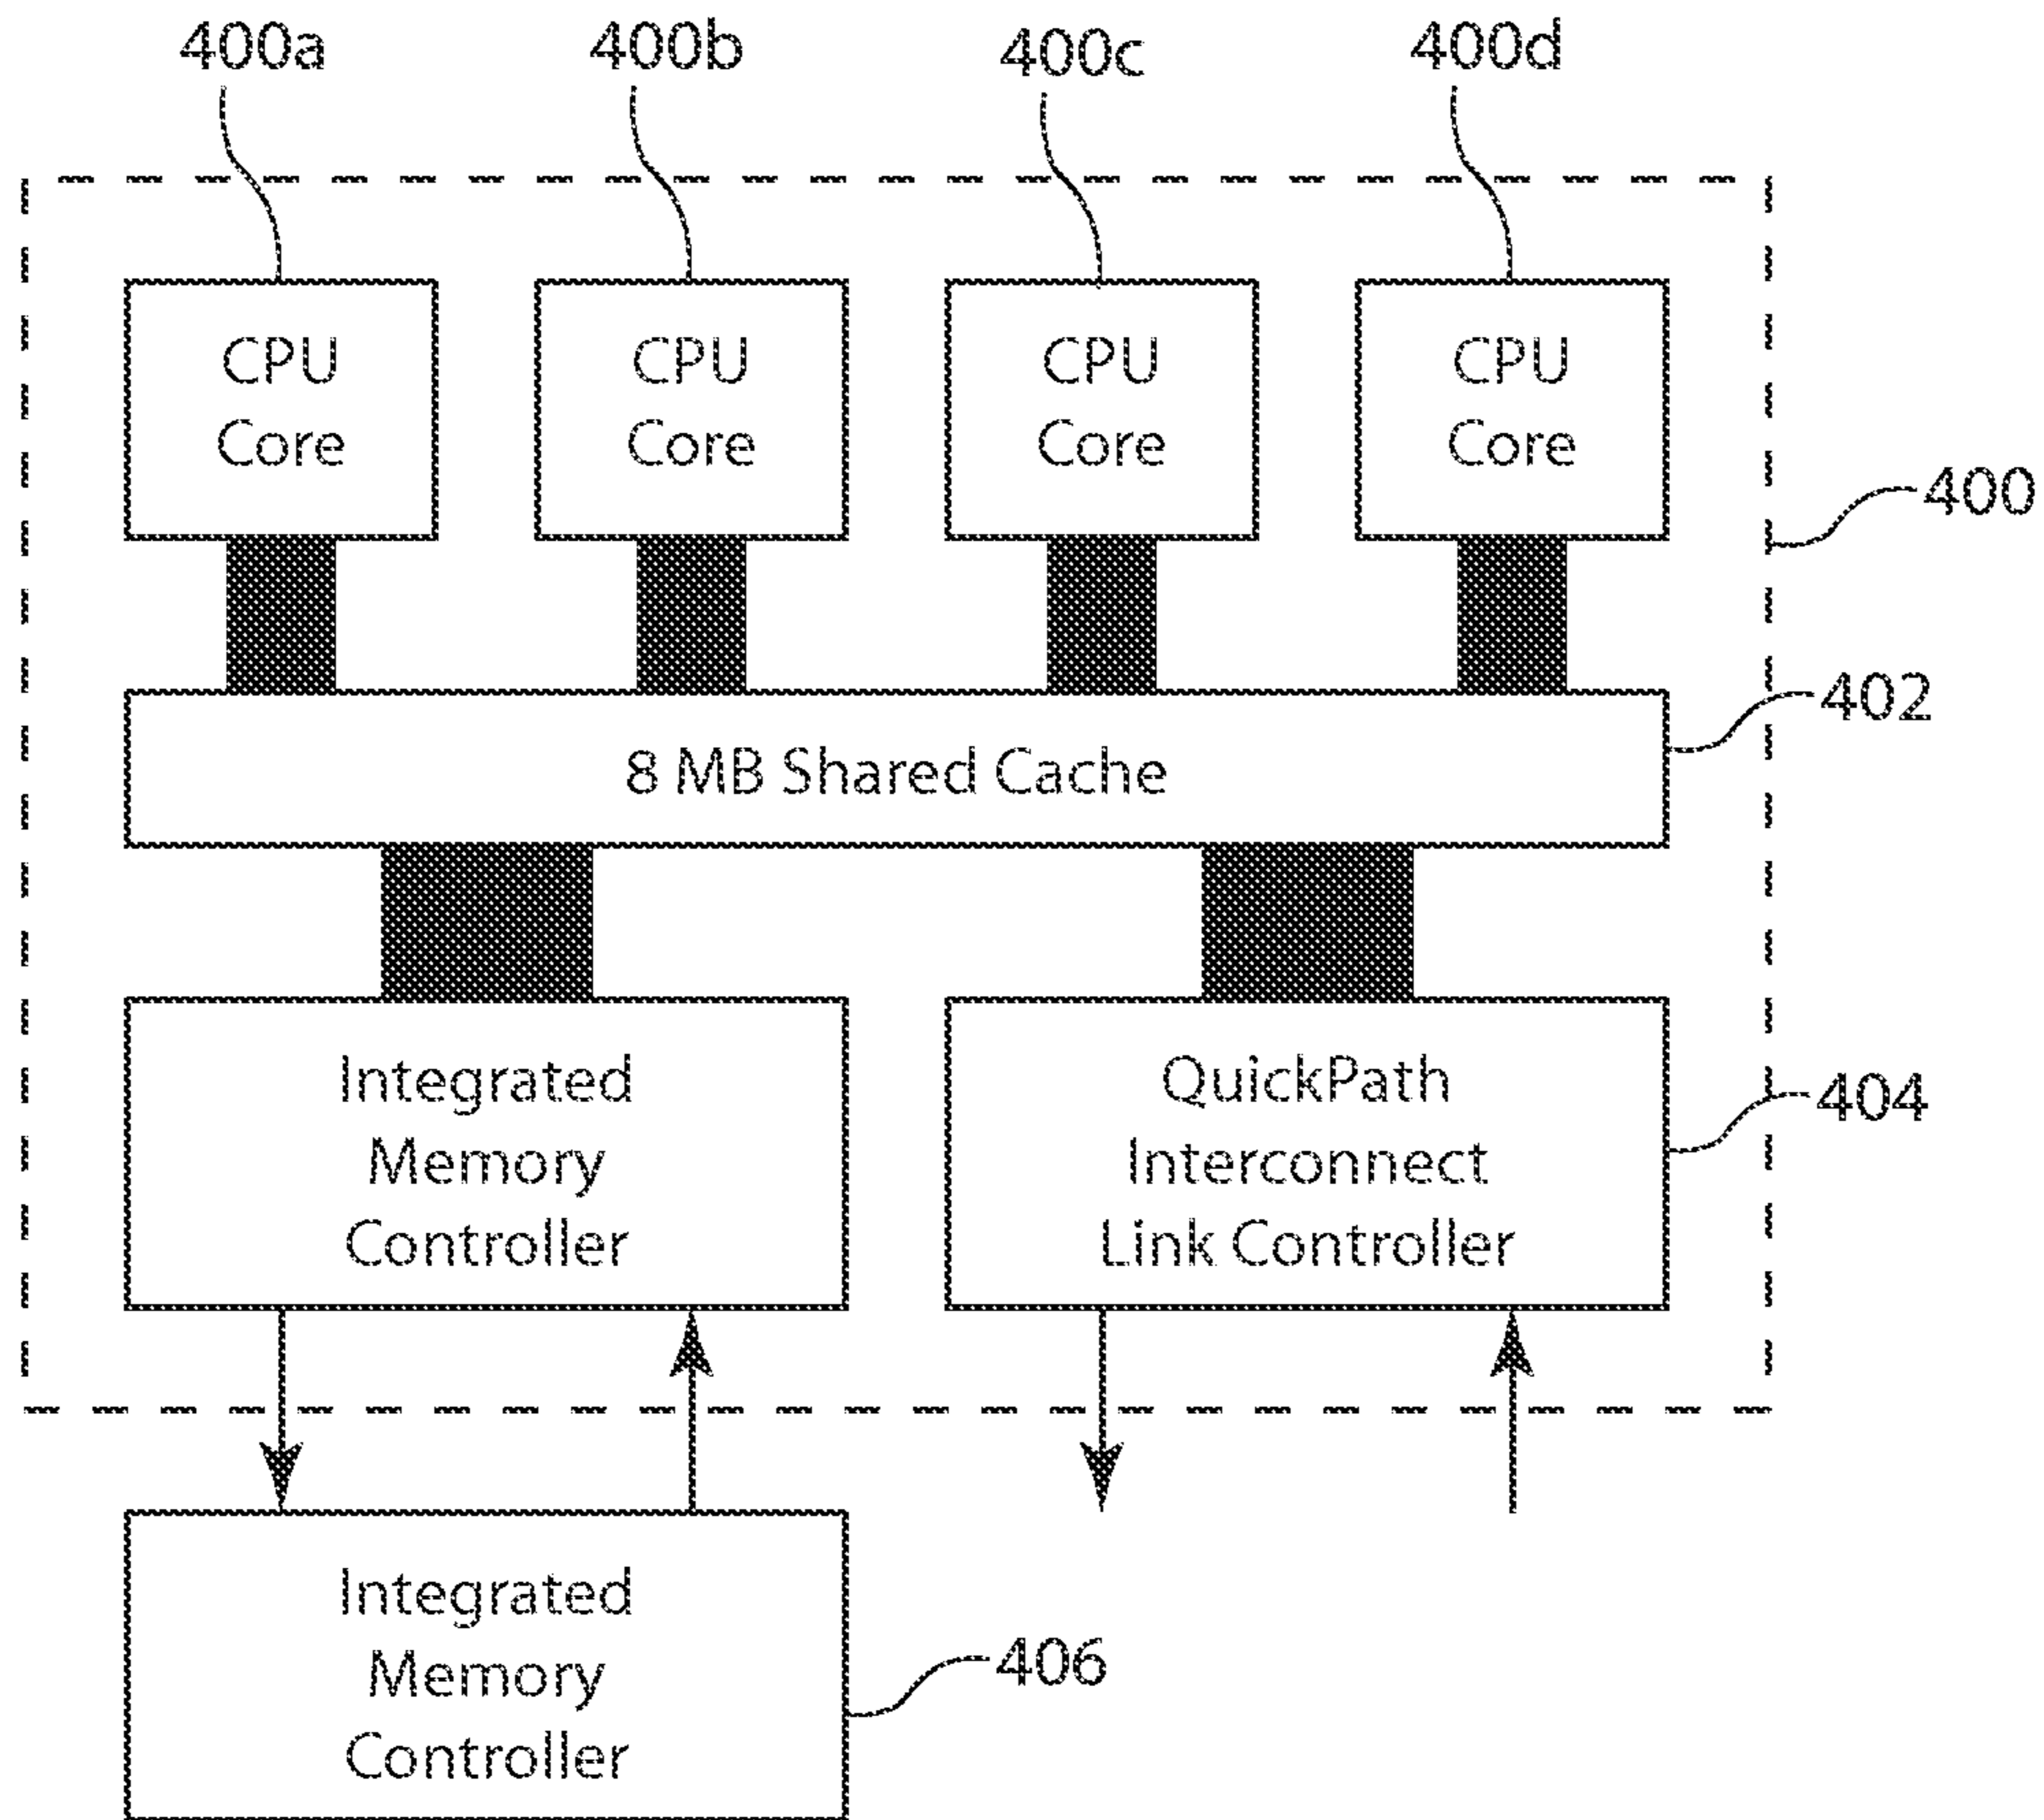 400a 400b 400c 400d
CPU CPU CPU CPU
Core Core Core Core
400
402
8 MB Shared Cache
Integrated QuickPath
404
Memory Interconnect
Controller Link Controller
Integrated
Memory
406
Controller